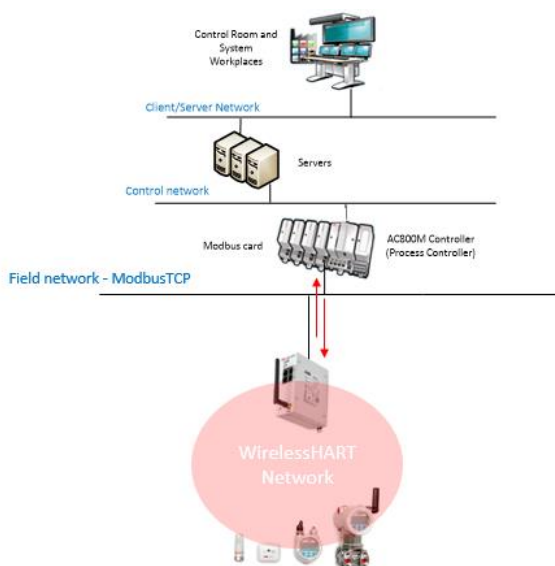 Control Room and
System
Workplaces
Client/Server Network
Servers
Control network
Modbus card
AC800M Controller
(Process Controller)
Field network - ModbusTCP
WirelessHART
Network